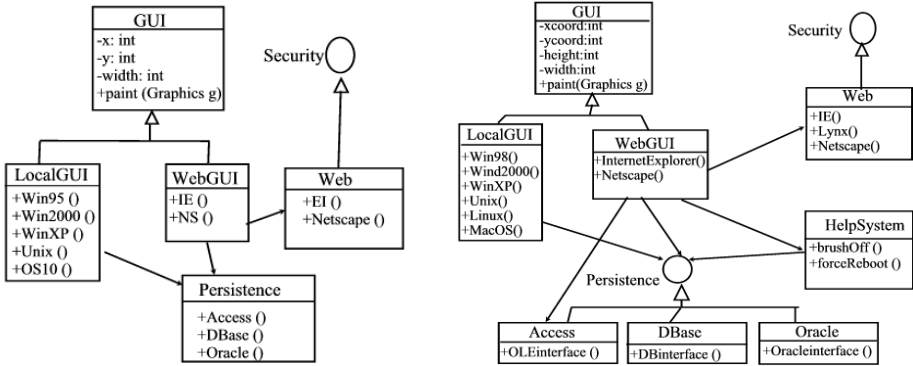 GUI
-x: int
-y: int
-width: int
+paint (Graphics g)
Security
LocalGUI
+Win95 ()
+Win2000 ()
+WinXP ()
+Unix ()
+OS10 ()
WebGUI
+IE ()
+NS ()
Web
+EI ()
+Netscape ()
Persistence
+Access ()
+DBase ()
+Oracle ()
GUI
-xcoord:int
-ycoord:int
-height:int
-width:int
+paint(Graphics g)
Security
Web
+IE()
+Lynx()
+Netscape()
LocalGUI
+Win98()
+Wind2000()
+WinXP()
+Unix()
+Linux()
+MacOS()
WebGUI
+InternetExplorer()
+Netscape()
HelpSystem
+brushOff ()
+forceReboot ()
Persistence
Access
+OLEinterface ()
DBase
+DBinterface ()
Oracle
+Oracleinterface ()